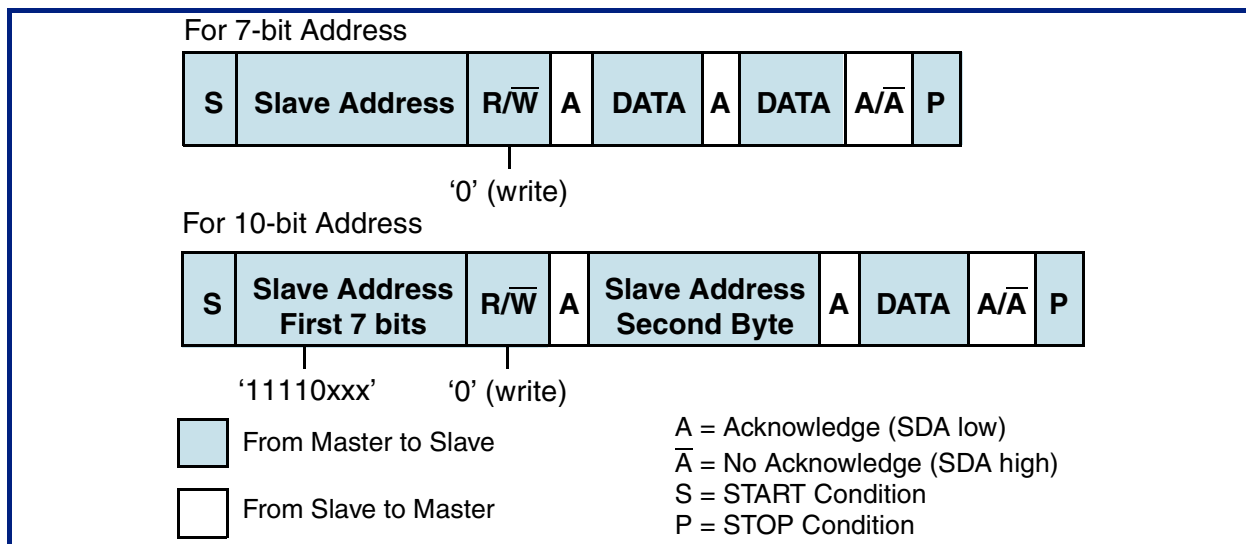 For 7-bit Address
S Slave Address R/W̅ A DATA A DATA A/A̅ P
‘0’ (write)
For 10-bit Address
S Slave Address First 7 bits R/W̅ A Slave Address Second Byte A DATA A/A̅ P
‘11110xxx’ ‘0’ (write)
From Master to Slave
From Slave to Master
A = Acknowledge (SDA low)
A̅ = No Acknowledge (SDA high)
S = START Condition
P = STOP Condition